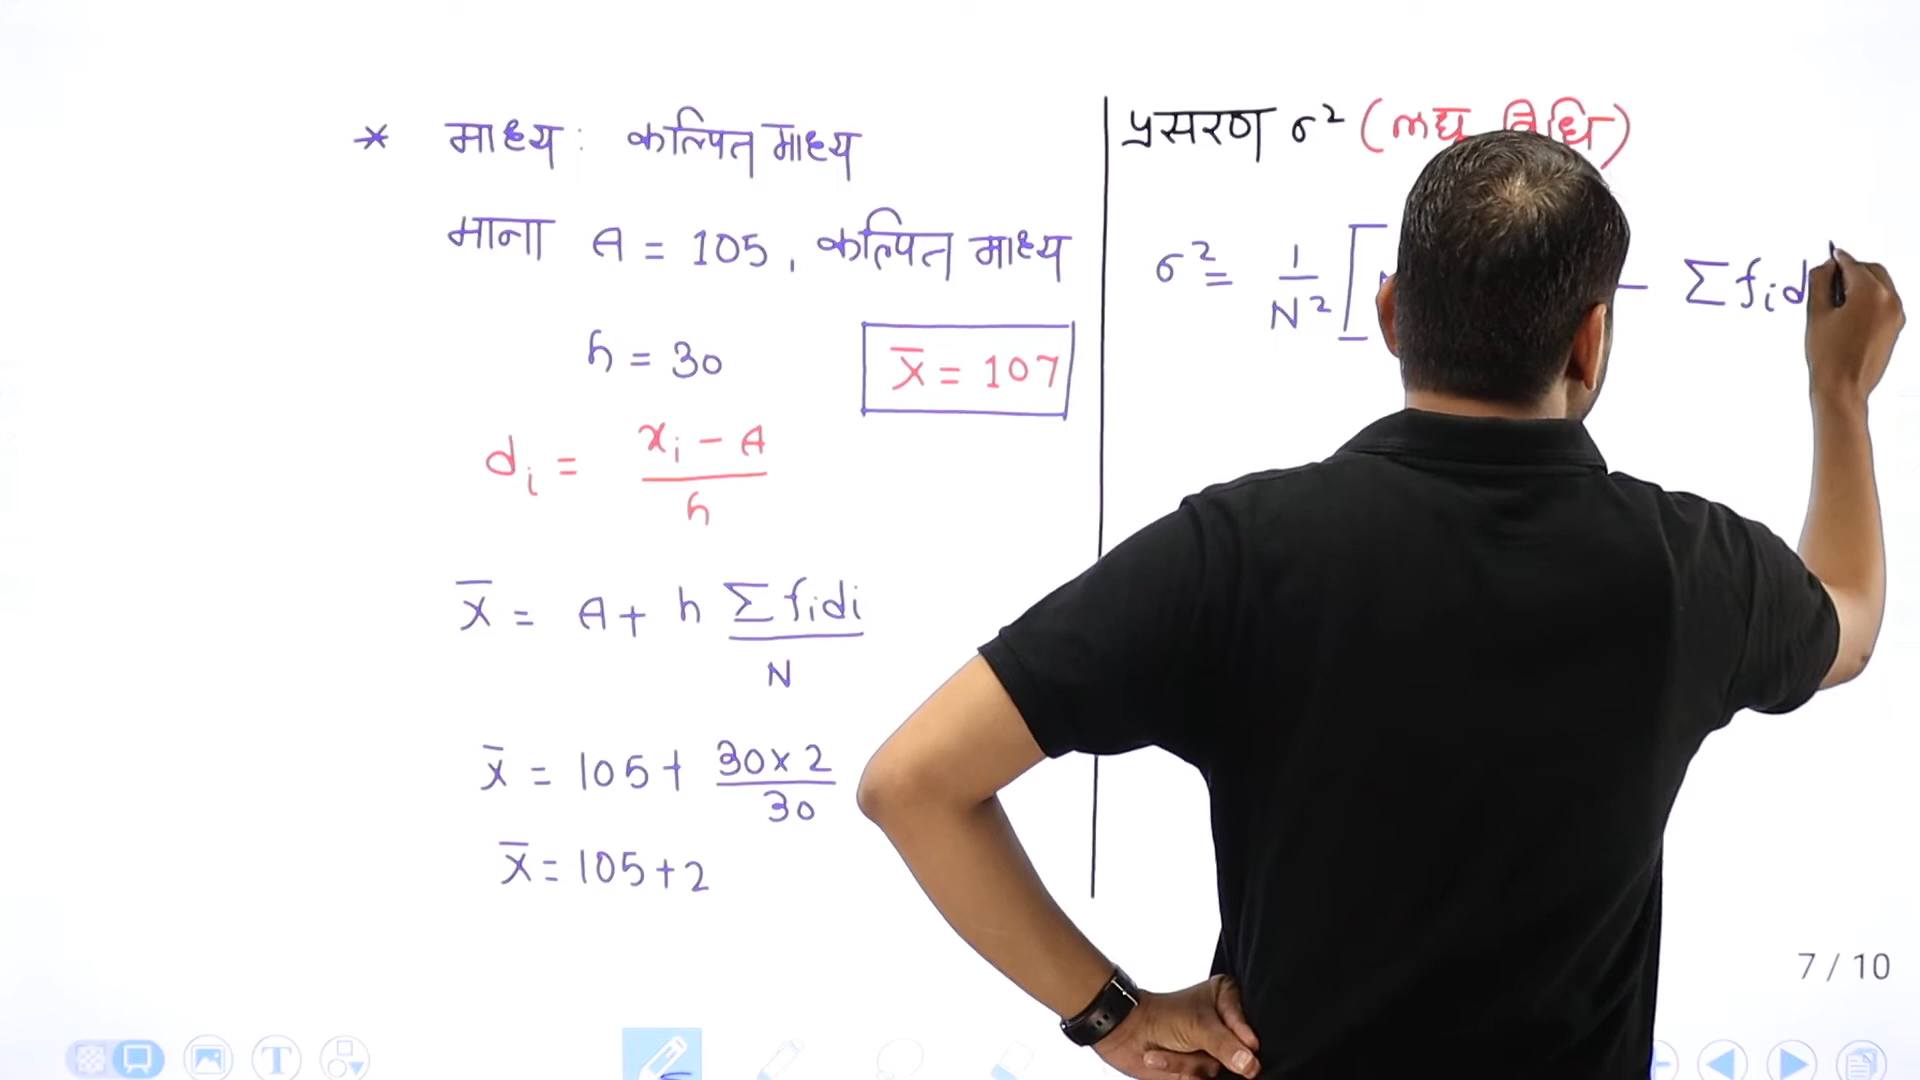 * माध्य : कल्पित माध्य
माना A = 105, कल्पित माध्य
h = 30
x̄ = 107
dᵢ = (xᵢ - A) / h
x̄ = A + h Σfᵢdᵢ / N
x̄ = 105 + 30 x 2 / 30
x̄ = 105 + 2
प्रसरण σ² (लघु विधि)
σ² = 1 / N² [ - Σfᵢd
7 / 10
T